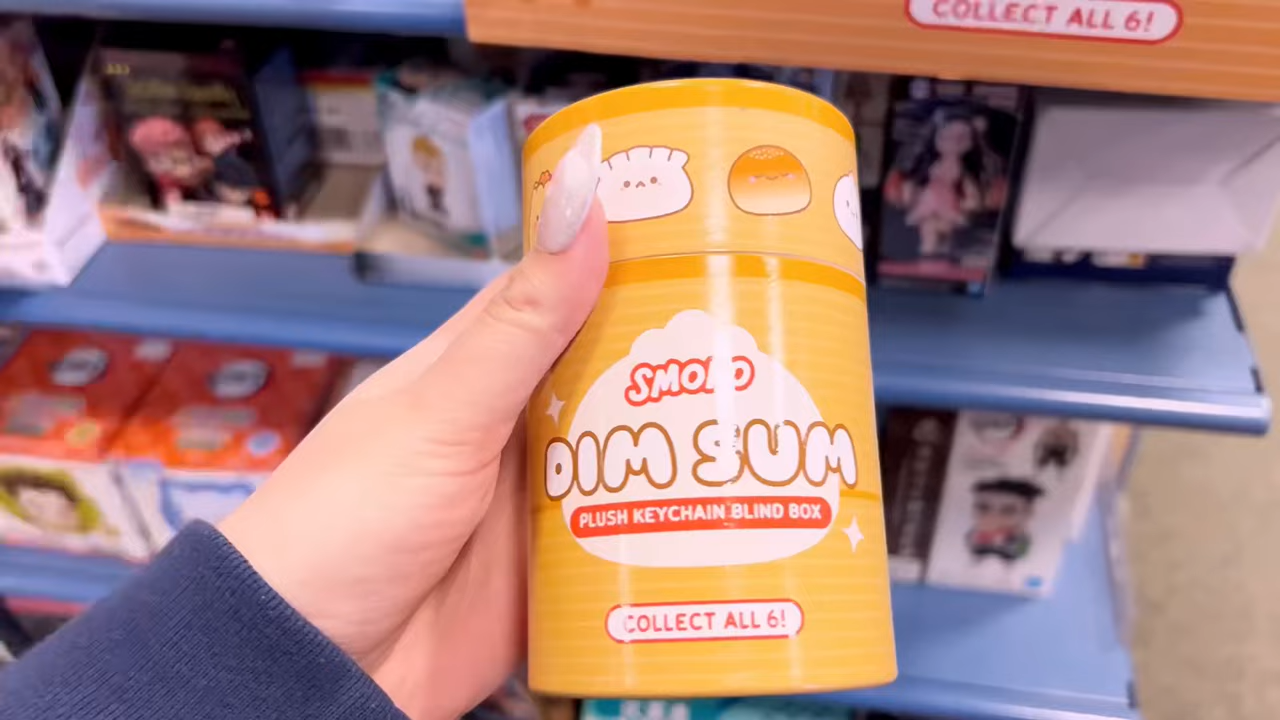 COLLECT ALL 6!
SMOKO
DIM SUM
PLUSH KEYCHAIN BLIND BOX
COLLECT ALL 6!